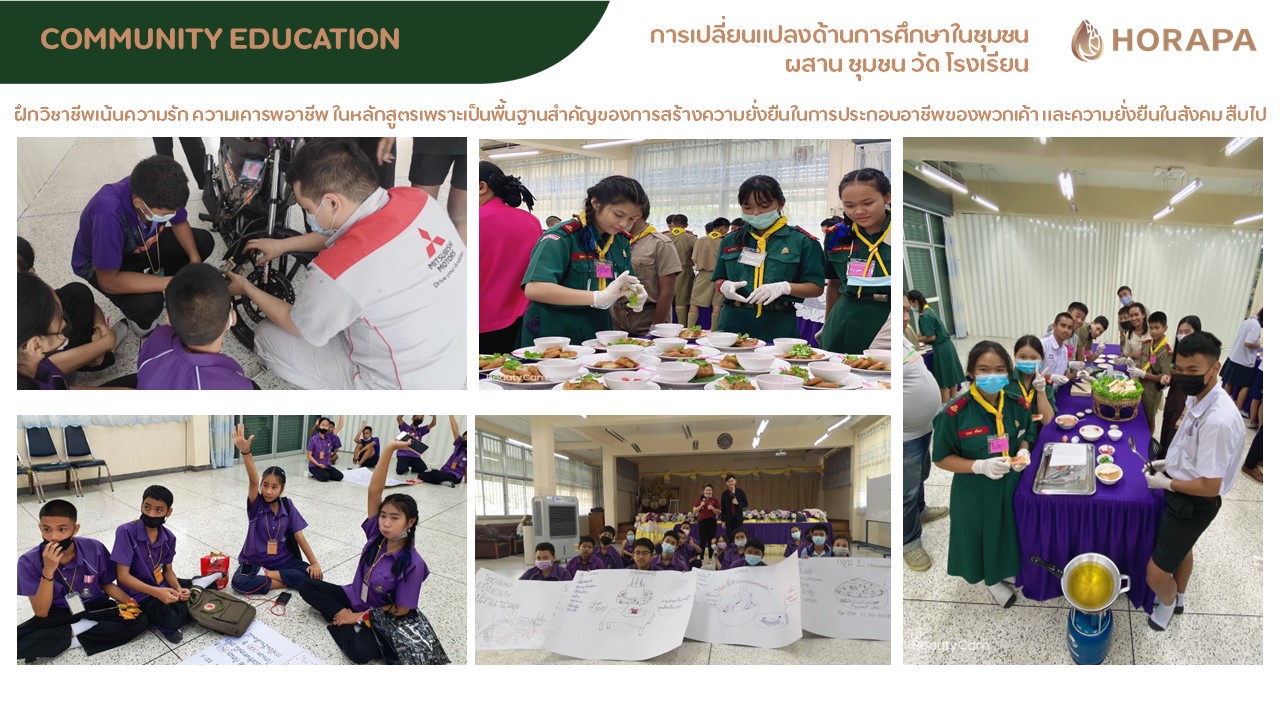 COMMUNITY EDUCATION
การเปลี่ยนแปลงด้านการศึกษาในชุมชน
ผสาน ชุมชน วัด โรงเรียน
HORAPA
ฝึกวิชาชีพเน้นความรัก ความเคารพอาชีพ ในหลักสูตรเพราะเป็นพื้นฐานสำคัญของการสร้างความยั่งยืนในการประกอบอาชีพของพวกเค้า และความยั่งยืนในสังคม สืบไป
MITSUBISHI
MOTORS
Drive your Ambition
BeautyCam
BeautyCam